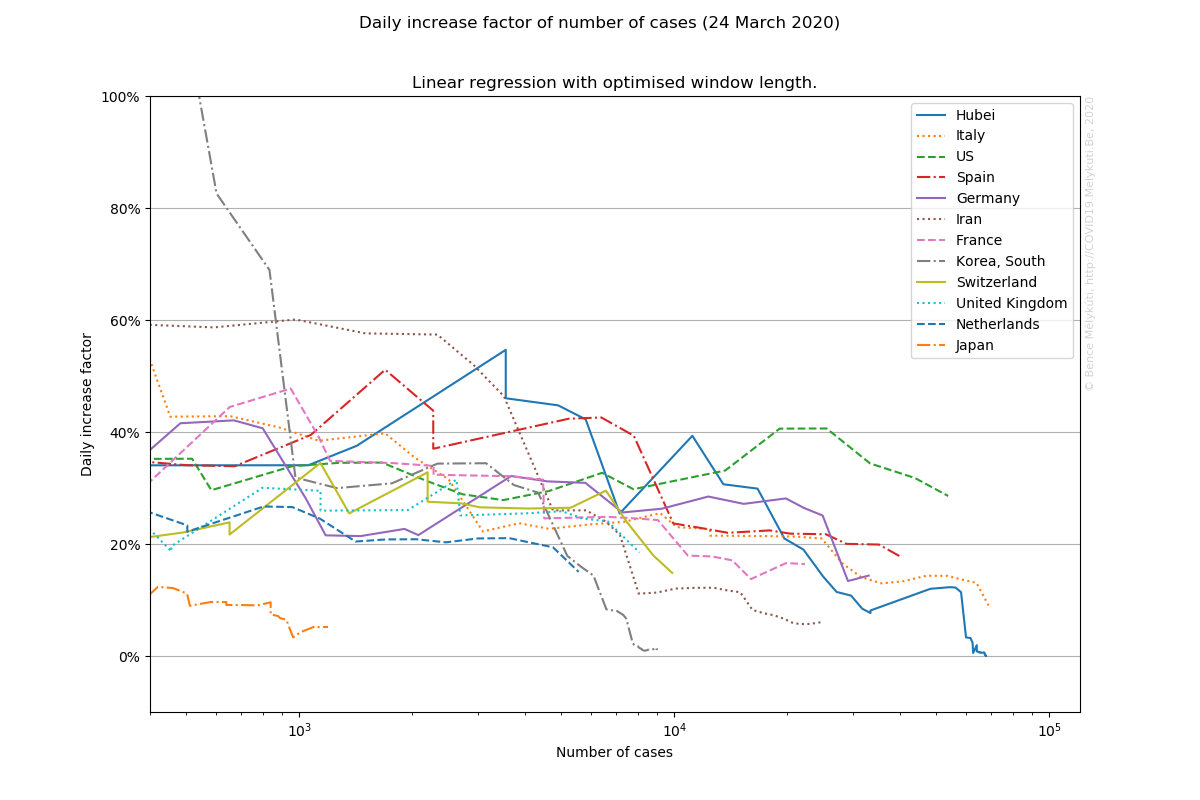 Daily increase factor of number of cases (24 March 2020)
Linear regression with optimised window length.
100%
80%
60%
40%
20%
0%
Daily increase factor
10³
10⁴
10⁵
Number of cases
Hubei
Italy
US
Spain
Germany
Iran
France
Korea, South
Switzerland
United Kingdom
Netherlands
Japan
© Bence Mélykúti, http://COVID19.Melykuti.Be, 2020